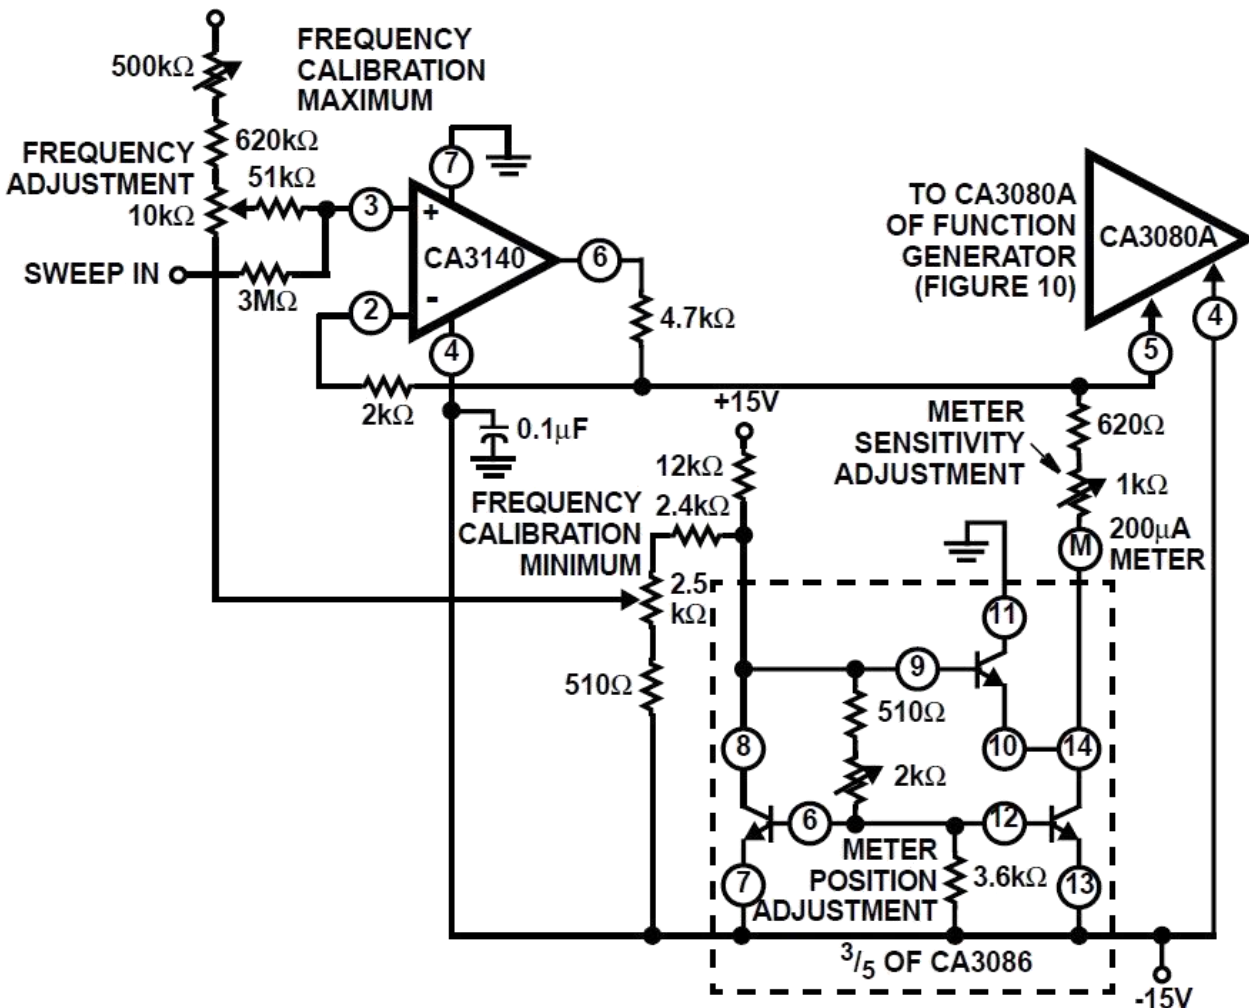 500kΩ
FREQUENCY
CALIBRATION
MAXIMUM
620kΩ
FREQUENCY
ADJUSTMENT
51kΩ
10kΩ
SWEEP IN
3MΩ
7
3
+
CA3140
-
2
4
6
4.7kΩ
2kΩ
0.1µF
TO CA3080A
OF FUNCTION
GENERATOR
(FIGURE 10)
CA3080A
4
5
+15V
12kΩ
2.4kΩ
FREQUENCY
CALIBRATION
MINIMUM
2.5
kΩ
510Ω
METER
SENSITIVITY
ADJUSTMENT
620Ω
1kΩ
M
200µA
METER
11
9
510Ω
10
14
8
2kΩ
6
12
METER
POSITION
ADJUSTMENT
7
3.6kΩ
13
3/5 OF CA3086
-15V